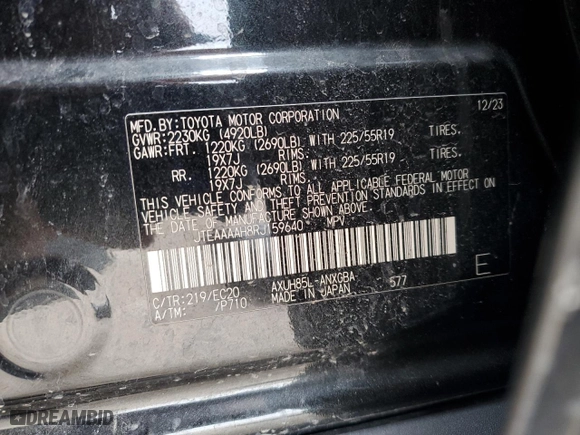 MFD.BY:TOYOTA MOTOR CORPORATION 12/23
GVWR:2230KG (4920LB)
GAWR:FRT. 1220KG (2690LB) WITH 225/55R19 TIRES.
19X7J RIMS.
RR. 1220KG (2690LB) WITH 225/55R19 TIRES.
19X7J RIMS
THIS VEHICLE CONFORMS TO ALL APPLICABLE FEDERAL MOTOR
VEHICLE SAFETY AND THEFT PREVENTION STANDARDS IN EFFECT
ON THE DATE OF MANUFACTURE SHOWN ABOVE.
JTEAAAAH8RJ159640 MPV
C/TR:219/EC20 AXUH85L-ANXGBA 577
A/TM: /P710 MADE IN JAPAN E
DREAMBID